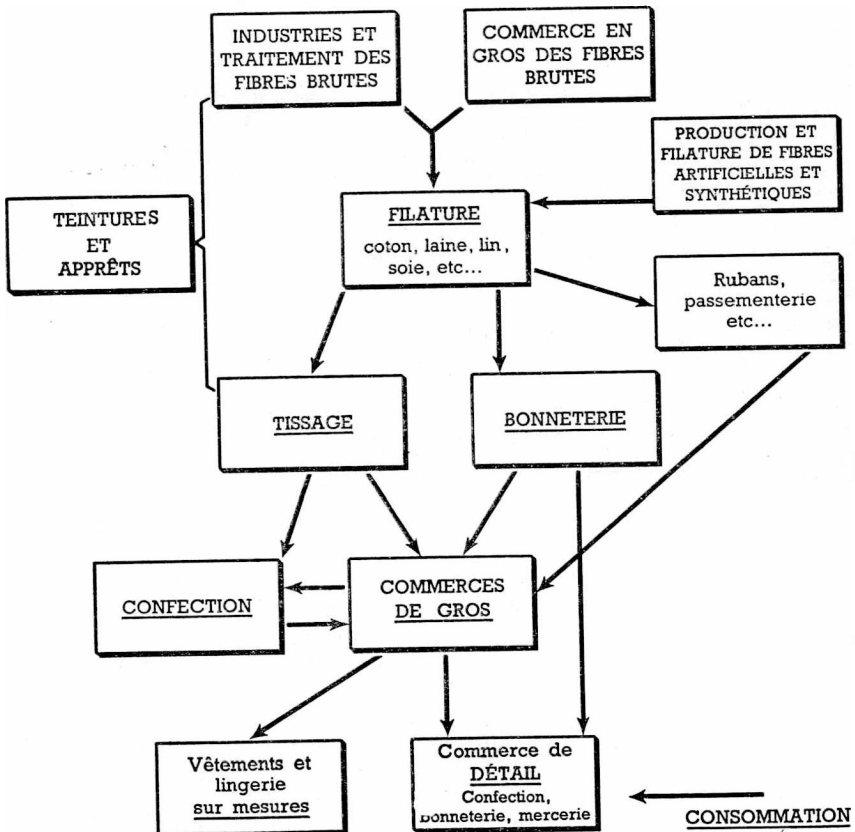 INDUSTRIES ET
TRAITEMENT DES
FIBRES BRUTES
COMMERCE EN
GROS DES FIBRES
BRUTES
PRODUCTION ET
FILATURE DE FIBRES
ARTIFICIELLES ET
SYNTHÉTIQUES
TEINTURES
ET
APPRÊTS
FILATURE
coton, laine, lin,
soie, etc...
Rubans,
passementerie
etc...
TISSAGE
BONNETERIE
CONFECTION
COMMERCES
DE GROS
Vêtements et
lingerie
sur mesures
Commerce de
DÉTAIL
Confection,
bonneterie, mercerie
CONSOMMATION